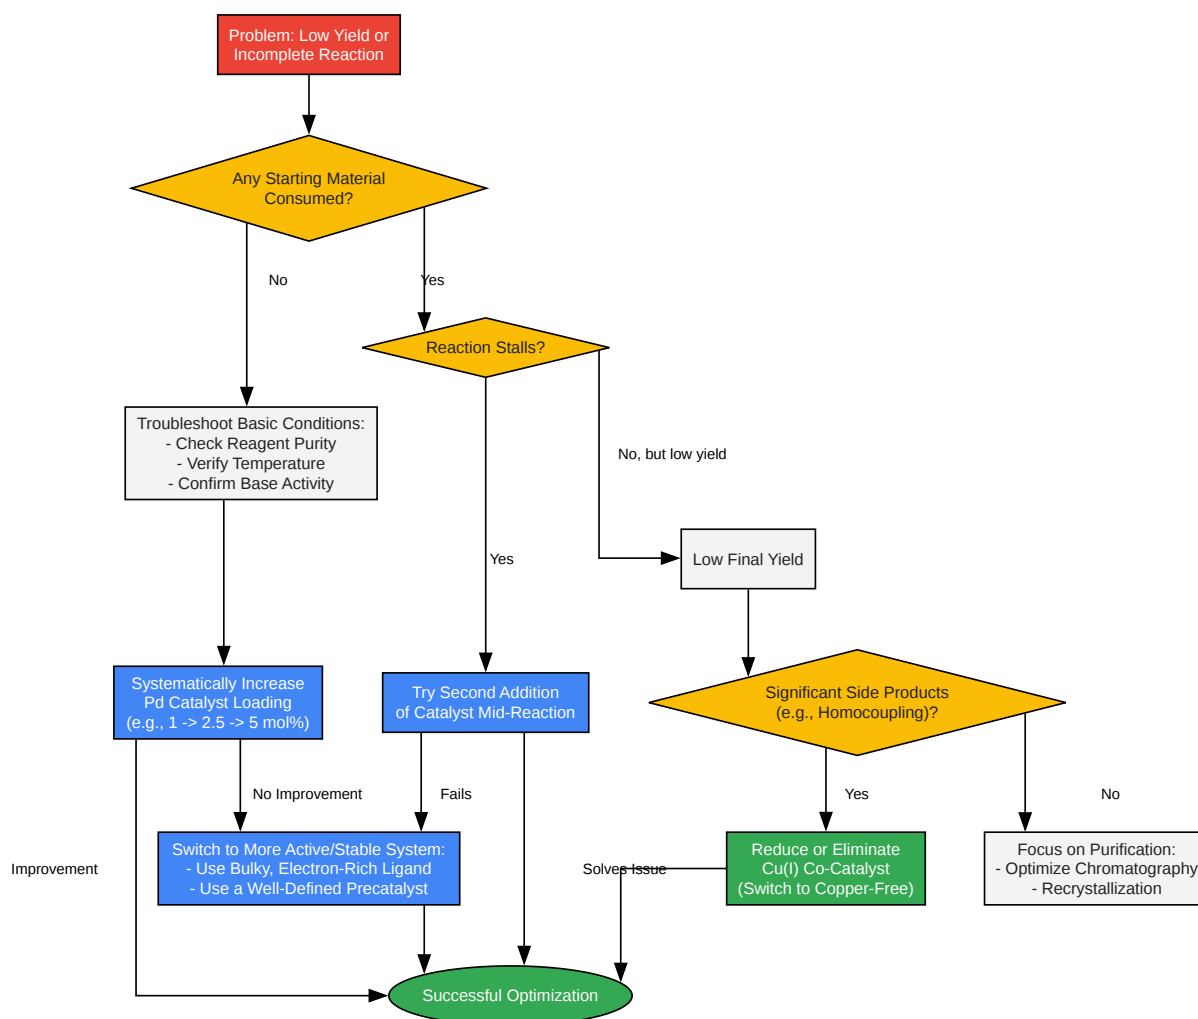 Problem: Low Yield or
Incomplete Reaction
Any Starting Material
Consumed?
No
Yes
Reaction Stalls?
Troubleshoot Basic Conditions:
- Check Reagent Purity
- Verify Temperature
- Confirm Base Activity
No, but low yield
Yes
Low Final Yield
Systematically Increase
Pd Catalyst Loading
(e.g., 1 -> 2.5 -> 5 mol%)
Try Second Addition
of Catalyst Mid-Reaction
Significant Side Products
(e.g., Homocoupling)?
No Improvement
Fails
Yes
No
Improvement
Switch to More Active/Stable System:
- Use Bulky, Electron-Rich Ligand
- Use a Well-Defined Precatalyst
Solves Issue
Reduce or Eliminate
Cu(I) Co-Catalyst
(Switch to Copper-Free)
Focus on Purification:
- Optimize Chromatography
- Recrystallization
Successful Optimization